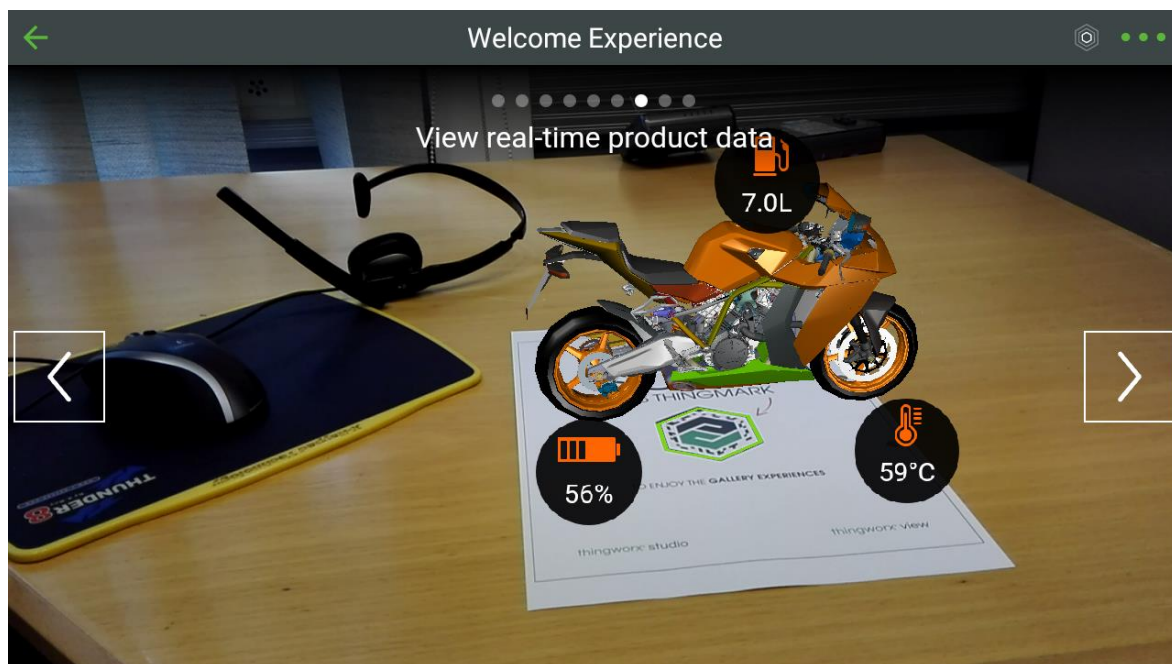 Welcome Experience
View real-time product data
7.0L
THINGMARK
ENJOY THE GALLERY EXPERIENCES
56%
59°C
thingworx studio
thingworx view
THUNDER
8